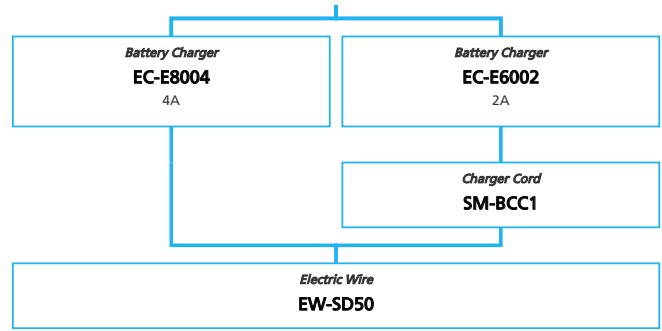 Battery Charger
EC-E8004
4A
Battery Charger
EC-E6002
2A
Charger Cord
SM-BCC1
Electric Wire
EW-SD50